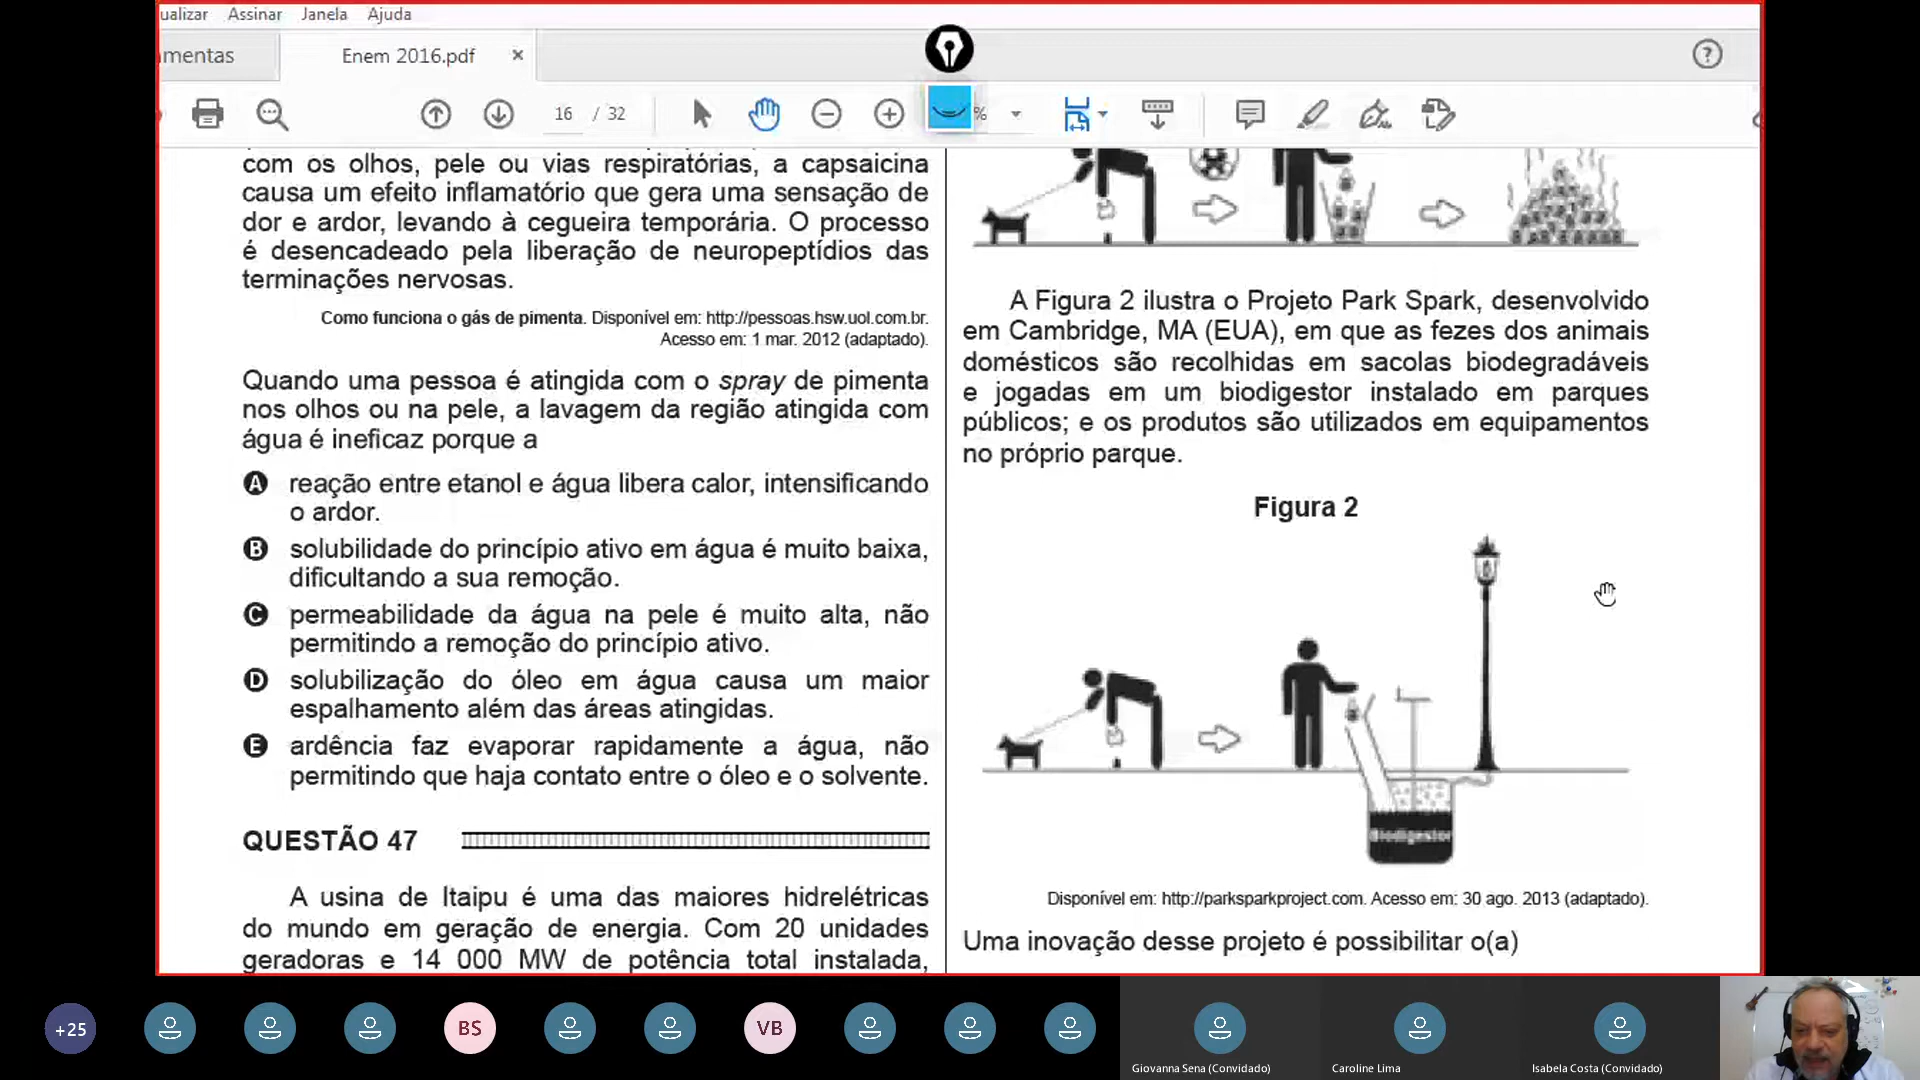 ualizar Assinar Janela Ajuda
amentas
Enem 2016.pdf
16 / 32
%
com os olhos, pele ou vias respiratórias, a capsaicina
causa um efeito inflamatório que gera uma sensação de
dor e ardor, levando à cegueira temporária. O processo
é desencadeado pela liberação de neuropeptídios das
terminações nervosas.
Como funciona o gás de pimenta. Disponível em: http://pessoas.hsw.uol.com.br.
Acesso em: 1 mar. 2012 (adaptado).
Quando uma pessoa é atingida com o spray de pimenta
nos olhos ou na pele, a lavagem da região atingida com
água é ineficaz porque a
A reação entre etanol e água libera calor, intensificando
o ardor.
B solubilidade do princípio ativo em água é muito baixa,
dificultando a sua remoção.
C permeabilidade da água na pele é muito alta, não
permitindo a remoção do princípio ativo.
D solubilização do óleo em água causa um maior
espalhamento além das áreas atingidas.
E ardência faz evaporar rapidamente a água, não
permitindo que haja contato entre o óleo e o solvente.
QUESTÃO 47
A usina de Itaipu é uma das maiores hidrelétricas
do mundo em geração de energia. Com 20 unidades
geradoras e 14 000 MW de potência total instalada,
A Figura 2 ilustra o Projeto Park Spark, desenvolvido
em Cambridge, MA (EUA), em que as fezes dos animais
domésticos são recolhidas em sacolas biodegradáveis
e jogadas em um biodigestor instalado em parques
públicos; e os produtos são utilizados em equipamentos
no próprio parque.
Figura 2
Biodigestor
Disponível em: http://parksparkproject.com. Acesso em: 30 ago. 2013 (adaptado).
Uma inovação desse projeto é possibilitar o(a)
+25
BS
VB
Giovanna Sena (Convidado)
Caroline Lima
Isabela Costa (Convidado)